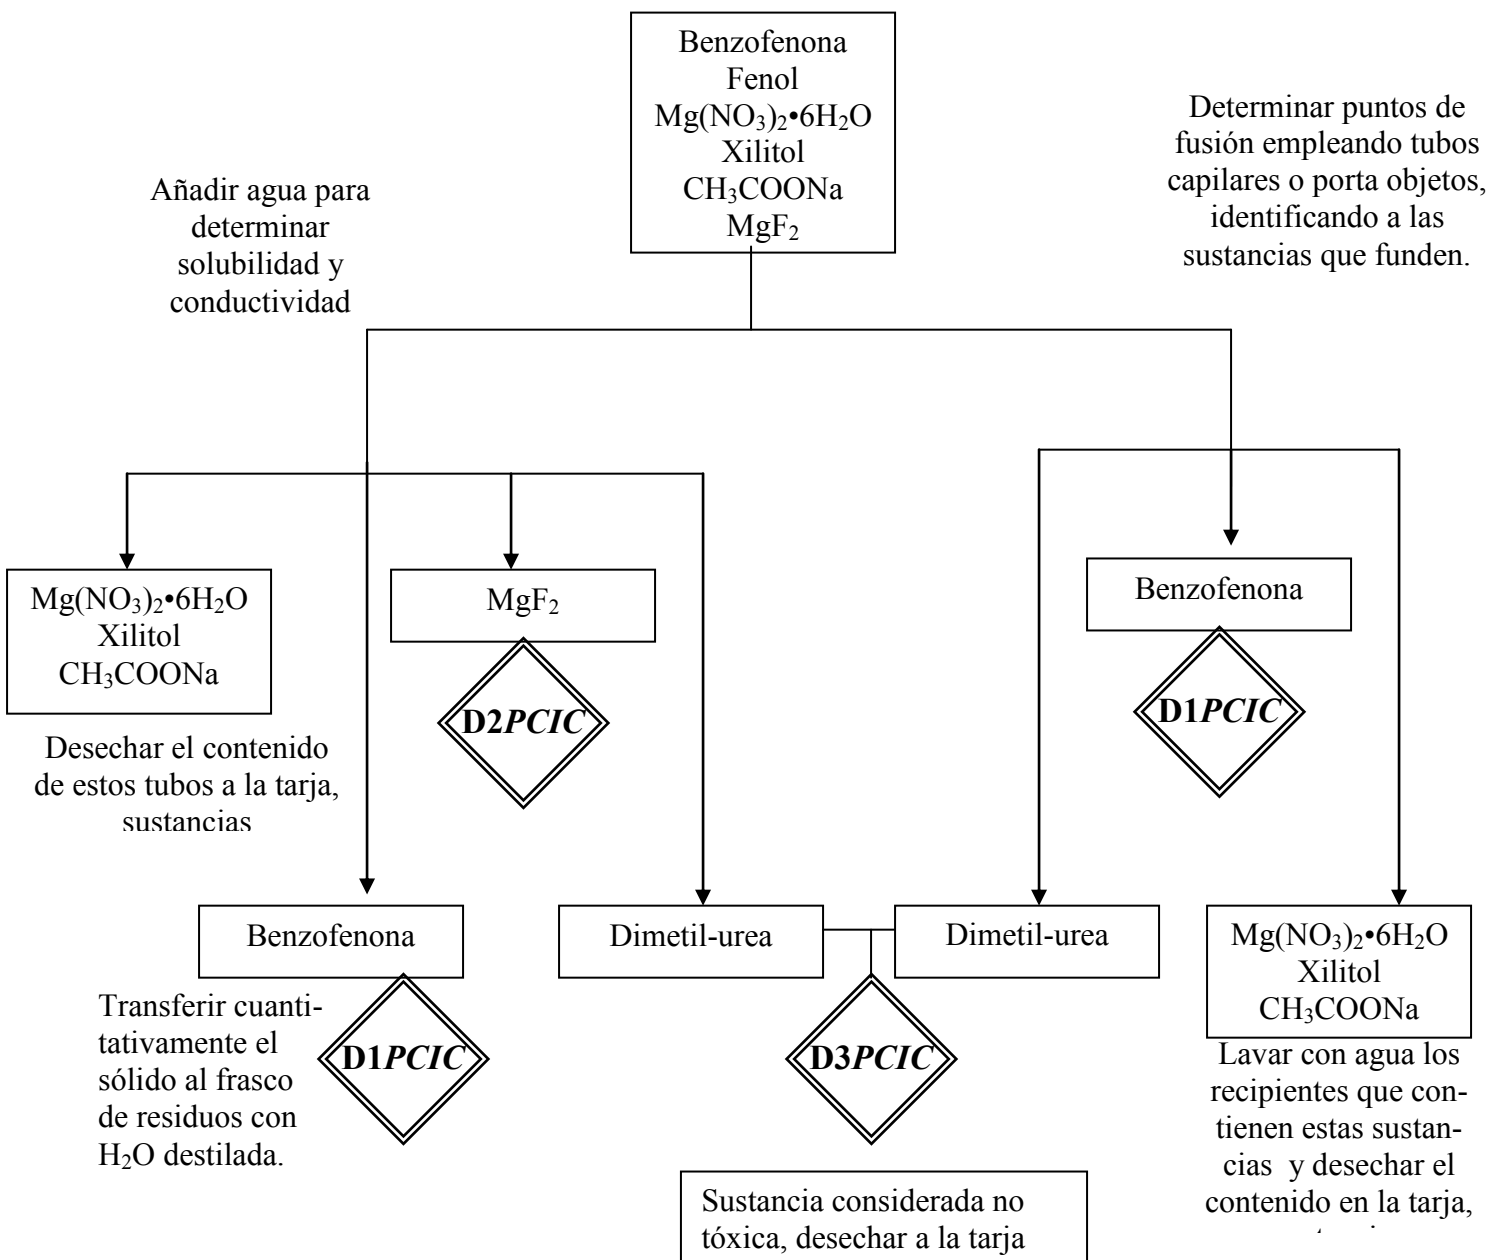 Benzofenona
Fenol
Mg(NO₃)₂•6H₂O
Xilitol
CH₃COONa
MgF₂
Añadir agua para
determinar
solubilidad y
conductividad
Determinar puntos de
fusión empleando tubos
capilares o porta objetos,
identificando a las
sustancias que funden.
Mg(NO₃)₂•6H₂O
Xilitol
CH₃COONa
MgF₂
Benzofenona
D2PCIC
D1PCIC
Desechar el contenido
de estos tubos a la tarja,
sustancias
Benzofenona
Dimetil-urea
Dimetil-urea
Mg(NO₃)₂•6H₂O
Xilitol
CH₃COONa
Transferir cuanti-
tativamente el
sólido al frasco
de residuos con
H₂O destilada.
D1PCIC
D3PCIC
Lavar con agua los
recipientes que con-
tienen estas sustan-
cias y desechar el
contenido en la tarja,
Sustancia considerada no
tóxica, desechar a la tarja